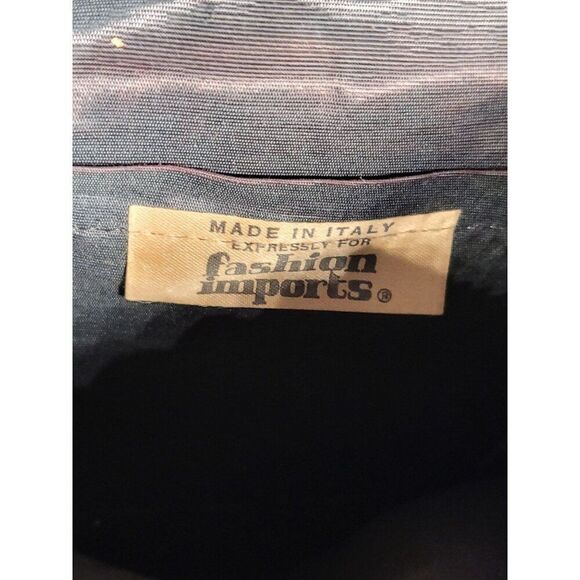 MADE IN ITALY
EXPRESSLY FOR
fashion
imports®